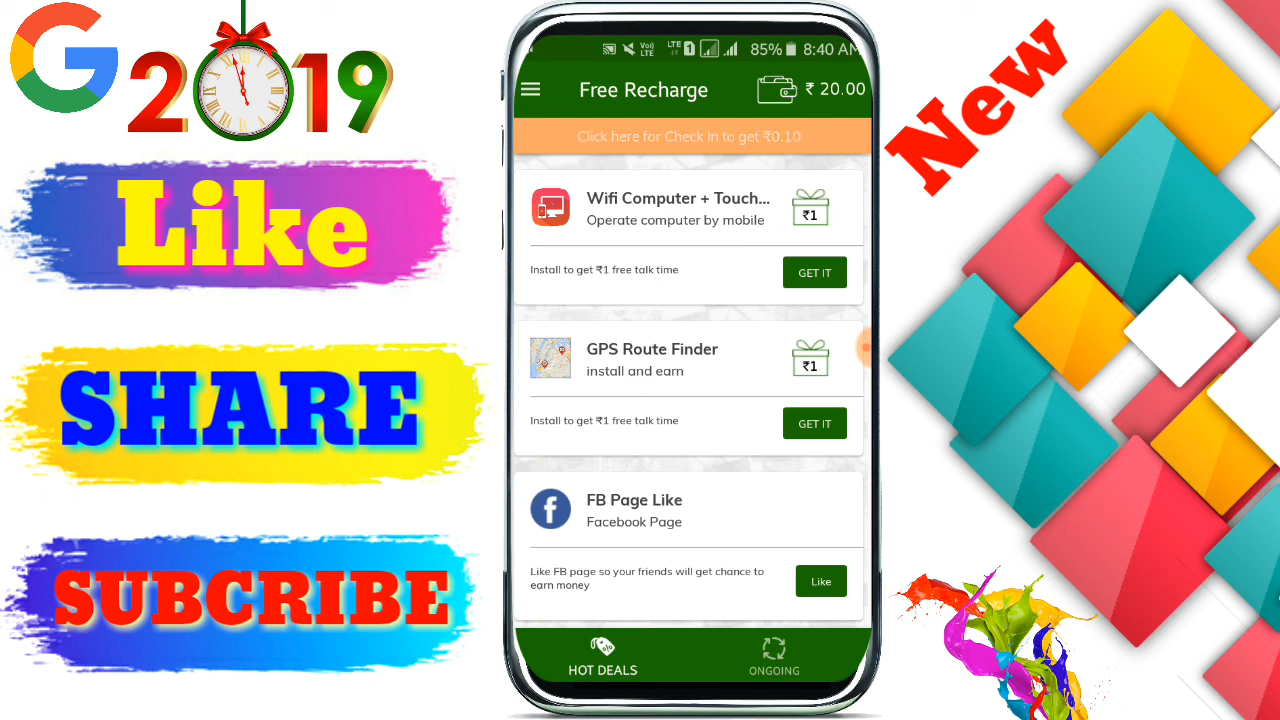 G 2019
Like
SHARE
SUBCRIBE
New
Vo)
LTE
LTE 1 85% 8:40 AM
Free Recharge ₹ 20.00
Click here for Check In to get ₹0.10
Wifi Computer + Touch...
Operate computer by mobile
₹1
Install to get ₹1 free talk time
GET IT
GPS Route Finder
install and earn
₹1
Install to get ₹1 free talk time
GET IT
FB Page Like
Facebook Page
Like FB page so your friends will get chance to
earn money
Like
HOT DEALS
ONGOING